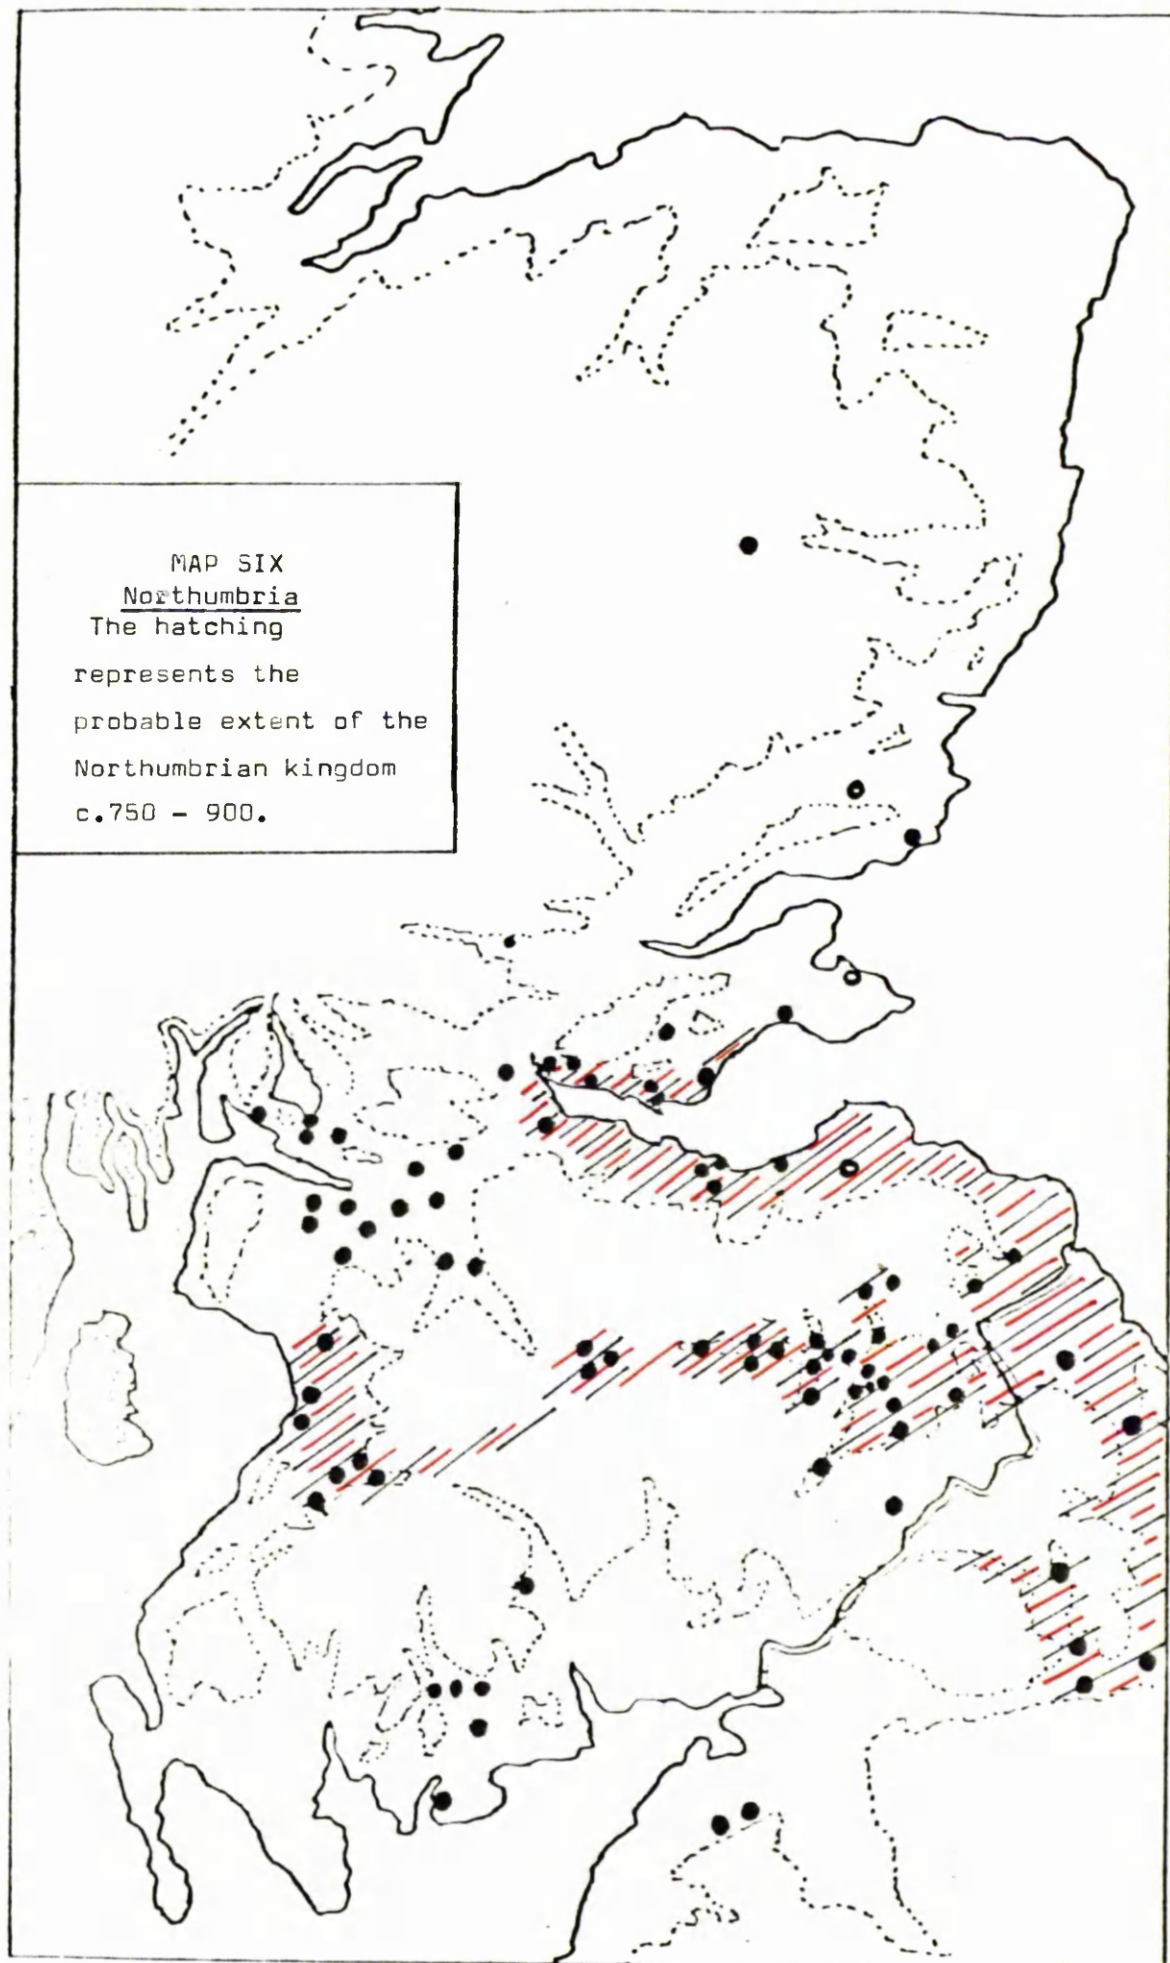 MAP SIX
Northumbria
The hatching
represents the
probable extent of the
Northumbrian kingdom
c.750 - 900.